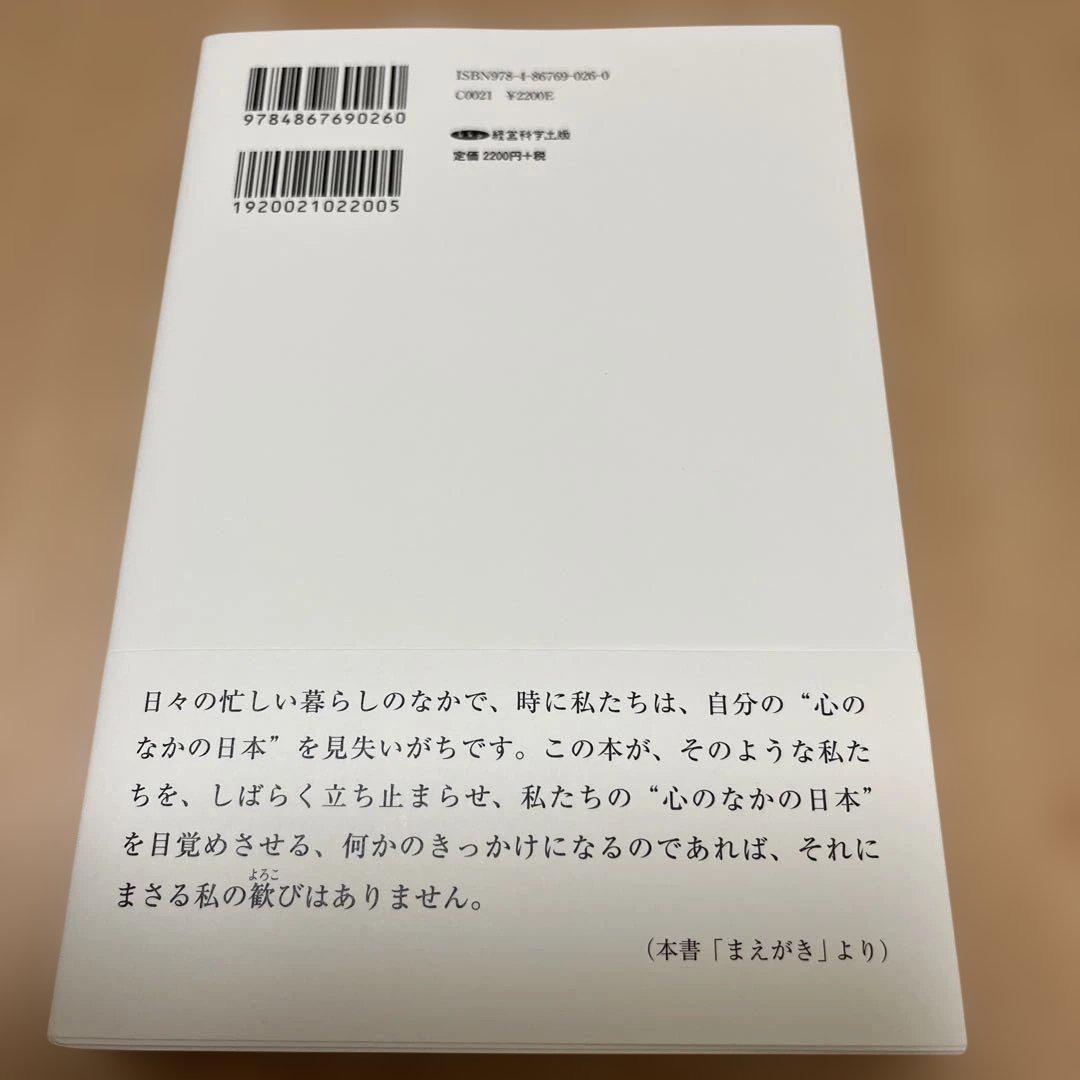 9784867690260
ISBN978-4-86769-026-0
C0021 ¥2200E
経営科学出版
定価 2200円+税
1920021022005
日々の忙しい暮らしのなかで、時に私たちは、自分の“心の
なかの日本”を見失いがちです。この本が、そのような私た
ちを、しばらく立ち止まらせ、私たちの“心のなかの日本”
を目覚めさせる、何かのきっかけになるのであれば、それに
よろこ
まさる私の歓びはありません。
（本書「まえがき」より）